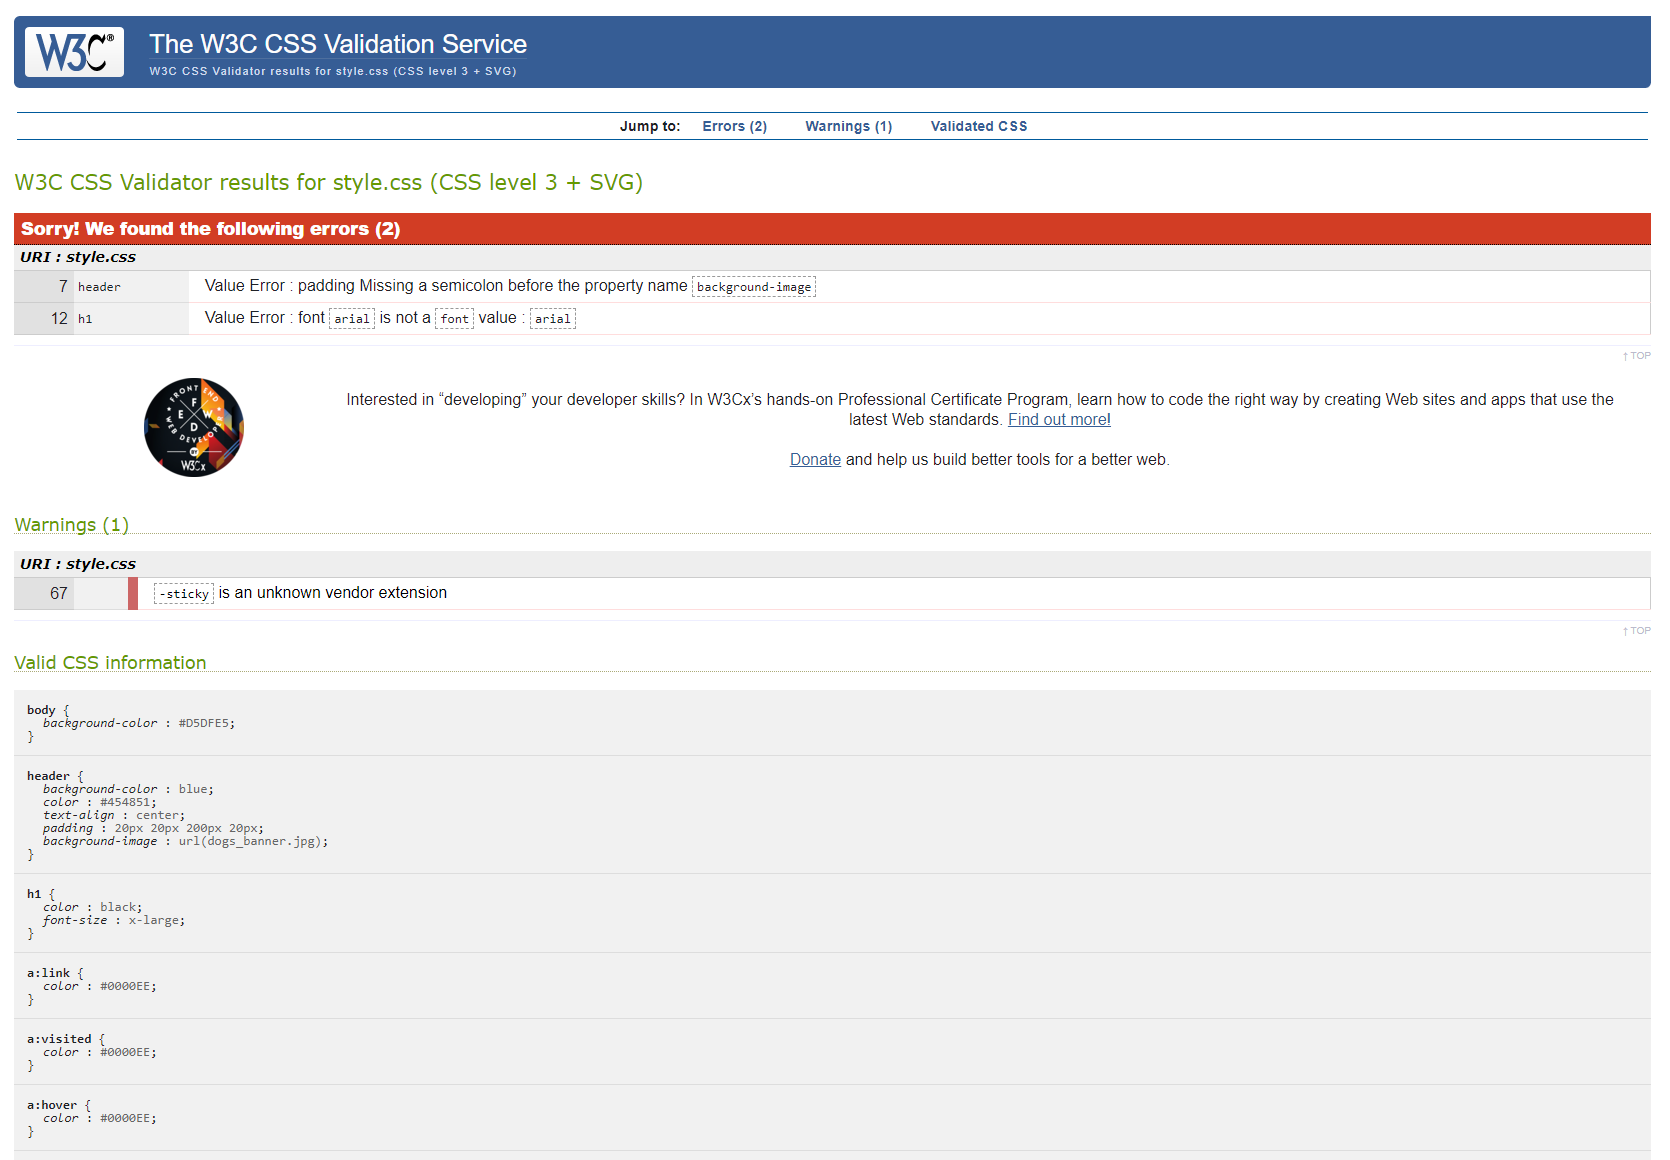 W3C®
The W3C CSS Validation Service
W3C CSS Validator results for style.css (CSS level 3 + SVG)
Jump to: Errors (2) Warnings (1) Validated CSS
W3C CSS Validator results for style.css (CSS level 3 + SVG)
Sorry! We found the following errors (2)
URI : style.css
7 header Value Error : padding Missing a semicolon before the property name background-image
12 h1 Value Error : font arial is not a font value : arial
↑ TOP
FRONT END
F E W D
WEB DEVELOPER
BY
W3Cx
Interested in “developing” your developer skills? In W3Cx’s hands-on Professional Certificate Program, learn how to code the right way by creating Web sites and apps that use the
latest Web standards. Find out more!
Donate and help us build better tools for a better web.
Warnings (1)
URI : style.css
67 -sticky is an unknown vendor extension
↑ TOP
Valid CSS information
body {
background-color : #D5DFE5;
}
header {
background-color : blue;
color : #454851;
text-align : center;
padding : 20px 20px 200px 20px;
background-image : url(dogs_banner.jpg);
}
h1 {
color : black;
font-size : x-large;
}
a:link {
color : #0000EE;
}
a:visited {
color : #0000EE;
}
a:hover {
color : #0000EE;
}